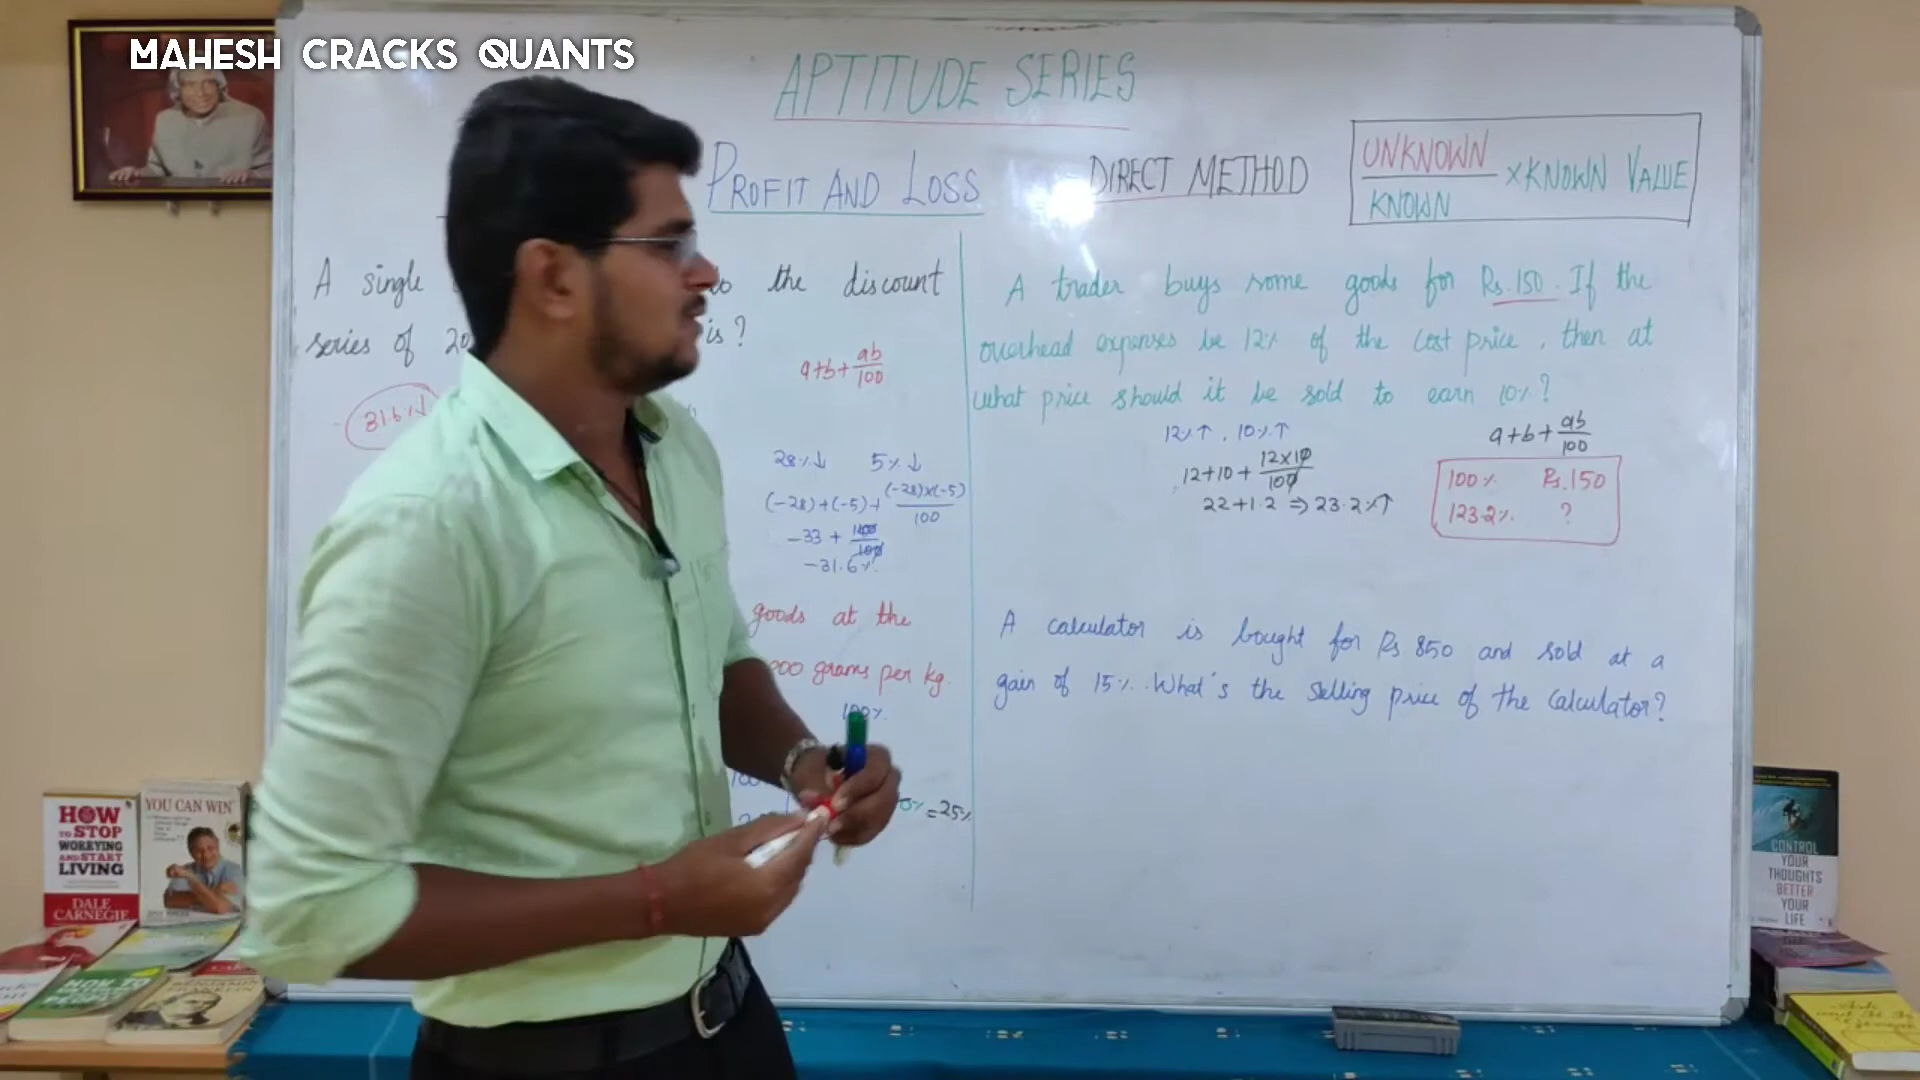 MAHESH CRACKS QUANTS
APTITUDE SERIES
PROFIT AND LOSS
DIRECT METHOD
UNKNOWN
KNOWN
× KNOWN VALUE
A single
the discount
series of 20
is?
a+b+ab/100
31.6%↓
28%↓ 5%↓
(-28)+(-5)+(-28)×(-5)/100
-33 + 140/100
-31.6%
goods at the
grams per kg.
100%
=25%
A trader buys some goods for Rs.150. If the
overhead expenses be 12% of the cost price, then at
what price should it be sold to earn 10%?
12%↑, 10%↑
a+b+ab/100
12+10+12×10/100
22+1.2 ⇒ 23.2%↑
100% Rs.150
123.2% ?
A calculator is bought for Rs 850 and sold at a
gain of 15%. What's the selling price of the calculator?
HOW
TO STOP
WORRYING
AND START
LIVING
DALE
CARNEGIE
YOU CAN WIN
HOW TO
BENJAMIN
CONTROL
YOUR
THOUGHTS
BETTER
YOUR
LIFE